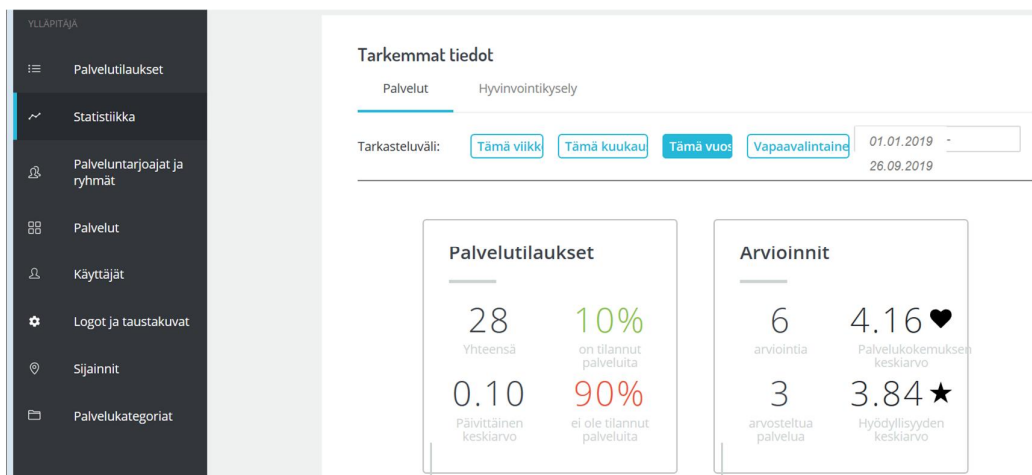 YLLÄPITÄJÄ
Palvelutilaukset
Statistiikka
Palveluntarjoajat ja
ryhmät
Palvelut
Käyttäjät
Logot ja taustakuvat
Sijainnit
Palvelukategoriat
Tarkemmat tiedot
Palvelut Hyvinvointikysely
Tarkasteluväli: Tämä viikk Tämä kuukau Tämä vuos Vapaavalintaine 01.01.2019 -
26.09.2019
Palvelutilaukset
28 10%
Yhteensä on tilannut
palveluita
0.10 90%
Päivittäinen ei ole tilannut
keskiarvo palveluita
Arvioinnit
6 4.16
arviointia Palvelukokemuksen
keskiarvo
3 3.84
arvosteltua Hyödyllisyyden
palvelua keskiarvo